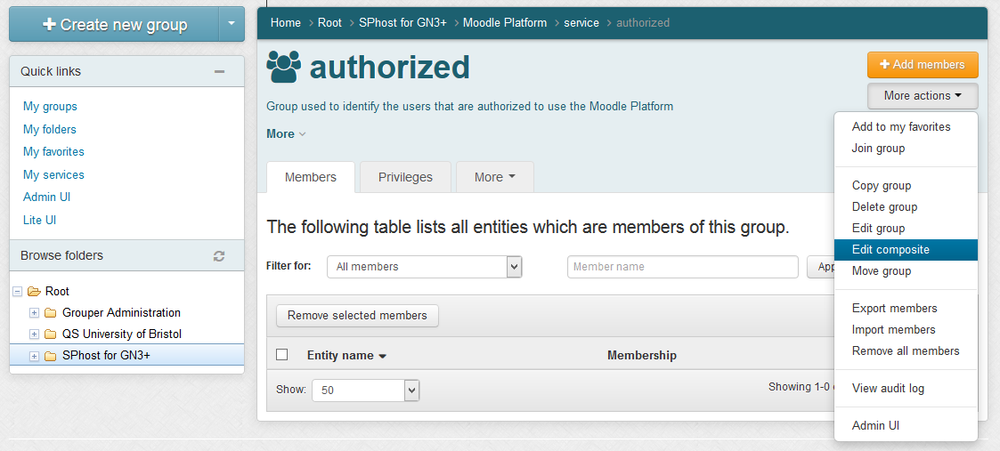 Create new group
Quick links
My groups
My folders
My favorites
My services
Admin UI
Lite UI
Browse folders
Root
Grouper Administration
QS University of Bristol
SPhost for GN3+
Home > Root > SPhost for GN3+ > Moodle Platform > service > authorized
authorized
Group used to identify the users that are authorized to use the Moodle Platform
More
Add members
More actions
Add to my favorites
Join group
Copy group
Delete group
Edit group
Edit composite
Move group
Export members
Import members
Remove all members
View audit log
Admin UI
Members Privileges More
The following table lists all entities which are members of this group.
Filter for: All members Member name App
Remove selected members
Entity name Membership
Show: 50 Showing 1-0